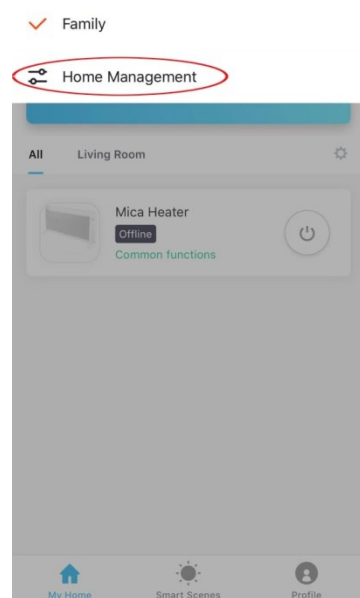 Family
Home Management
All Living Room
Mica Heater
Offline
Common functions
My Home Smart Scenes Profile